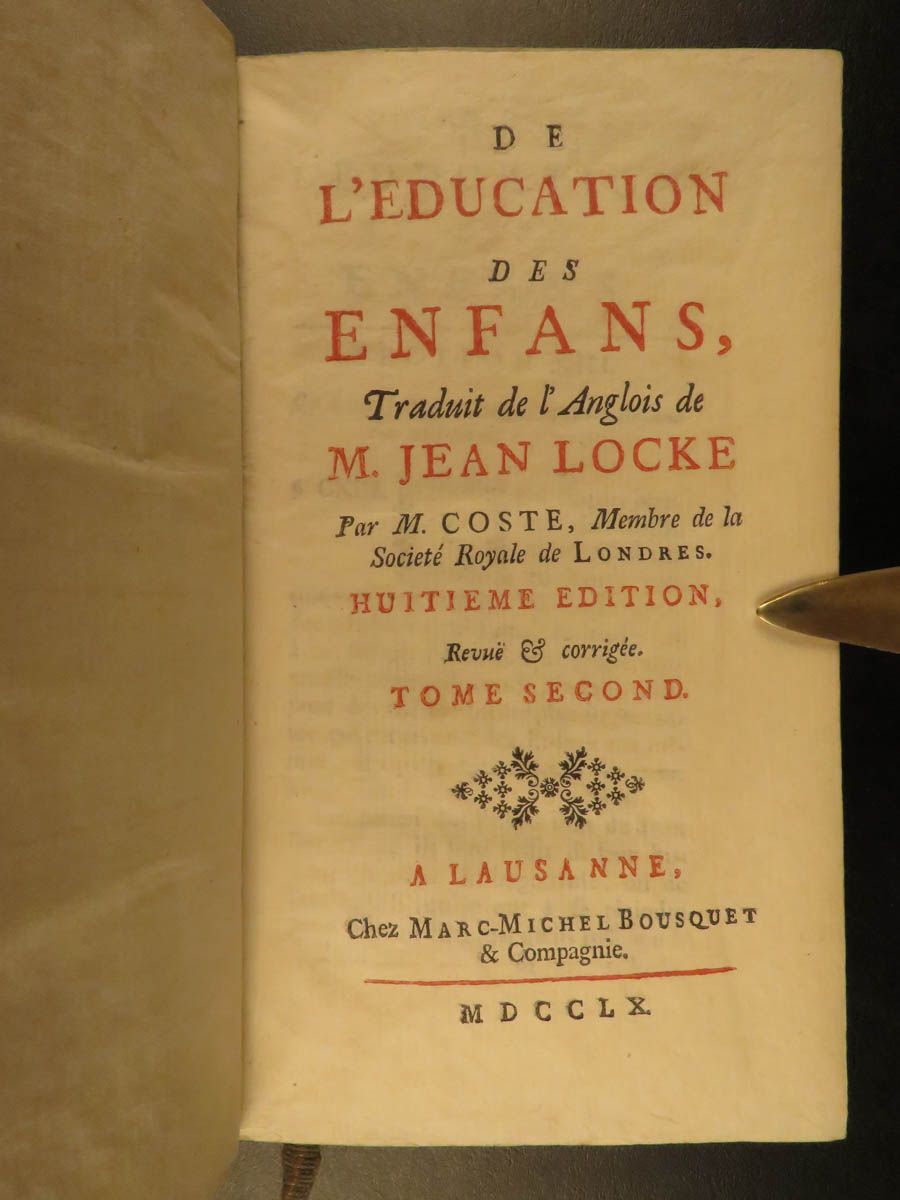 DE
L'EDUCATION
DES
ENFANS,
Traduit de l'Anglois de
M. JEAN LOCKE
Par M. COSTE, Membre de la
Societé Royale de LONDRES.
HUITIEME EDITION,
Revuë & corrigée.
TOME SECOND.
A LAUSANNE,
Chez MARC-MICHEL BOUSQUET
& Compagnie.
MDCCLX.